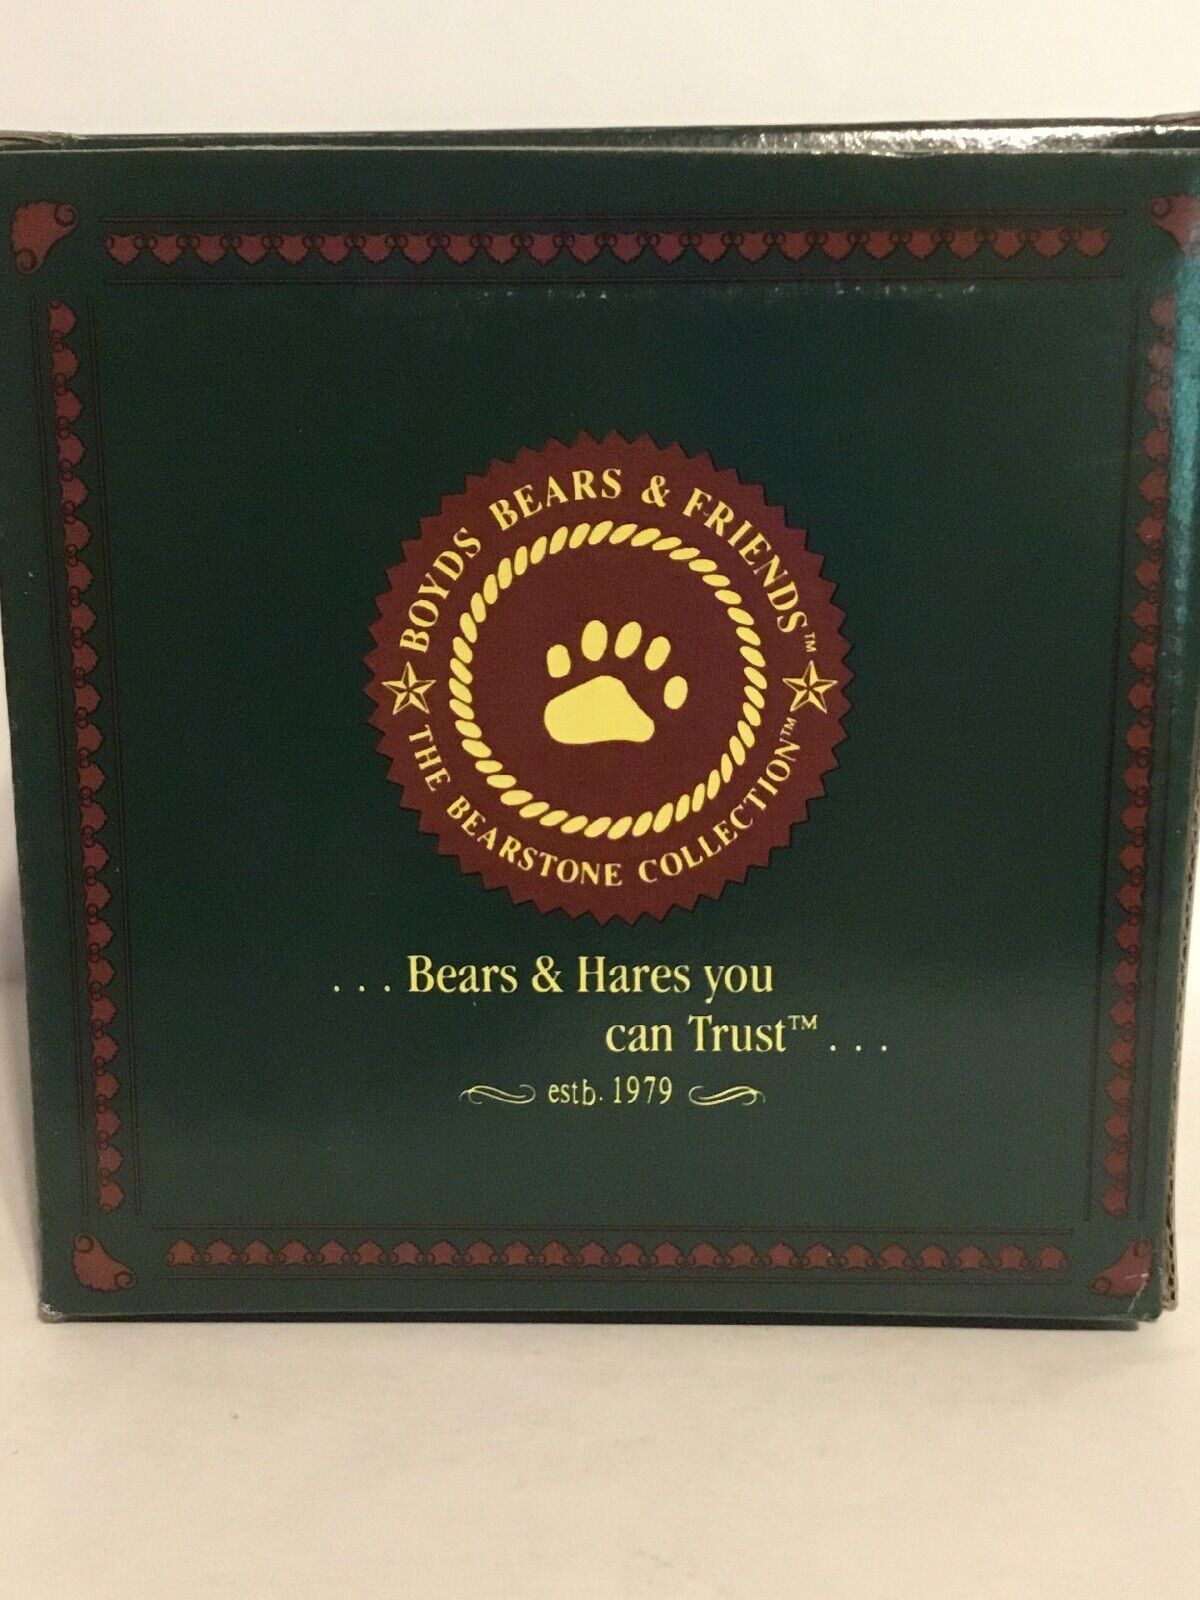 BOYDS BEARS & FRIENDS™
THE BEARSTONE COLLECTION™
. . . Bears & Hares you
can Trust™ . . .
estb. 1979